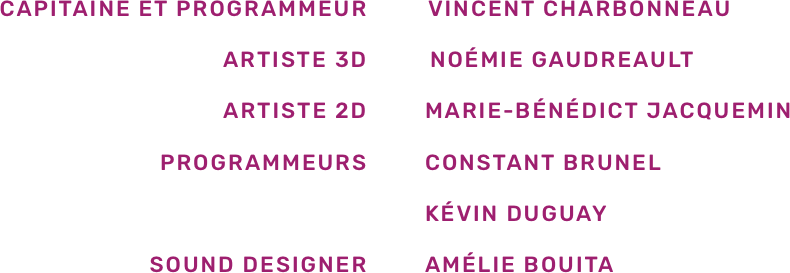 CAPITAINE ET PROGRAMMEUR VINCENT CHARBONNEAU
ARTISTE 3D NOÉMIE GAUDREAULT
ARTISTE 2D MARIE-BÉNÉDICT JACQUEMIN
PROGRAMMEURS CONSTANT BRUNEL
KÉVIN DUGUAY
SOUND DESIGNER AMÉLIE BOUITA